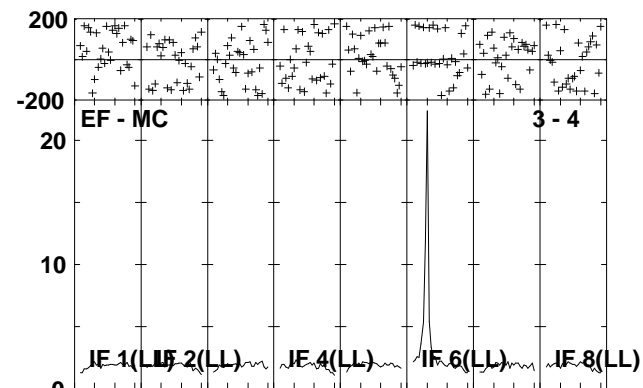 200
-200
EF - MC 3 - 4
20
10
IF 1(LL) IF 2(LL) IF 4(LL) IF 6(LL) IF 8(LL)
0